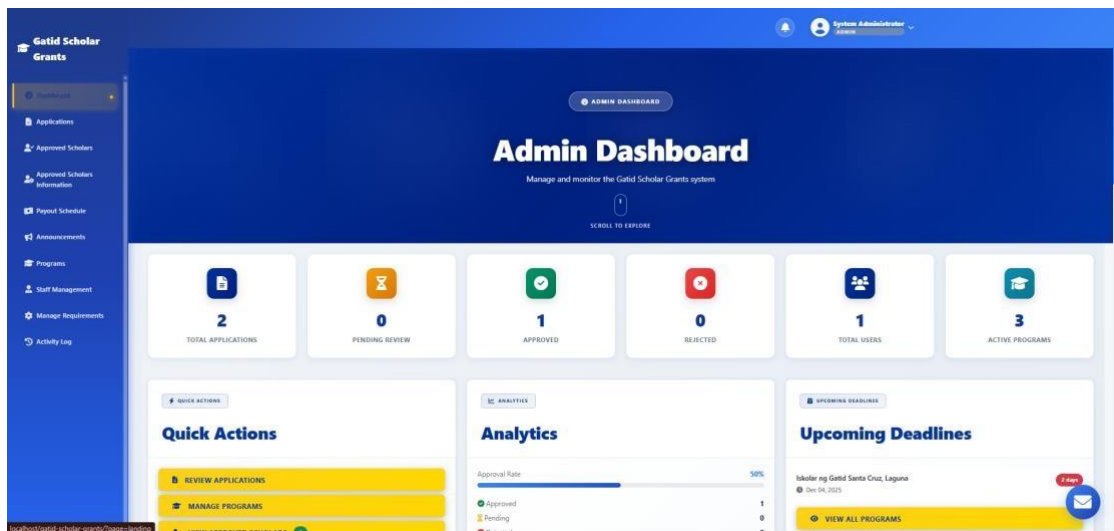 Gatid Scholar
Grants
System Administrator
ADMIN
Dashboard
Applications
Approved Scholars
Approved Scholars
Information
Payout Schedule
Announcements
Programs
Staff Management
Manage Requirements
Activity Log
ADMIN DASHBOARD
Admin Dashboard
Manage and monitor the Gatid Scholar Grants system
SCROLL TO EXPLORE
2
TOTAL APPLICATIONS
0
PENDING REVIEW
1
APPROVED
0
REJECTED
1
TOTAL USERS
3
ACTIVE PROGRAMS
QUICK ACTIONS
Quick Actions
REVIEW APPLICATIONS
MANAGE PROGRAMS
ANALYTICS
Analytics
Approval Rate 50%
Approved 1
Pending 0
UPCOMING DEADLINES
Upcoming Deadlines
Iskolar ng Gatid Santa Cruz, Laguna
2 days
Dec 04, 2025
VIEW ALL PROGRAMS
localhost/gatid-scholar-grants/?page=landing